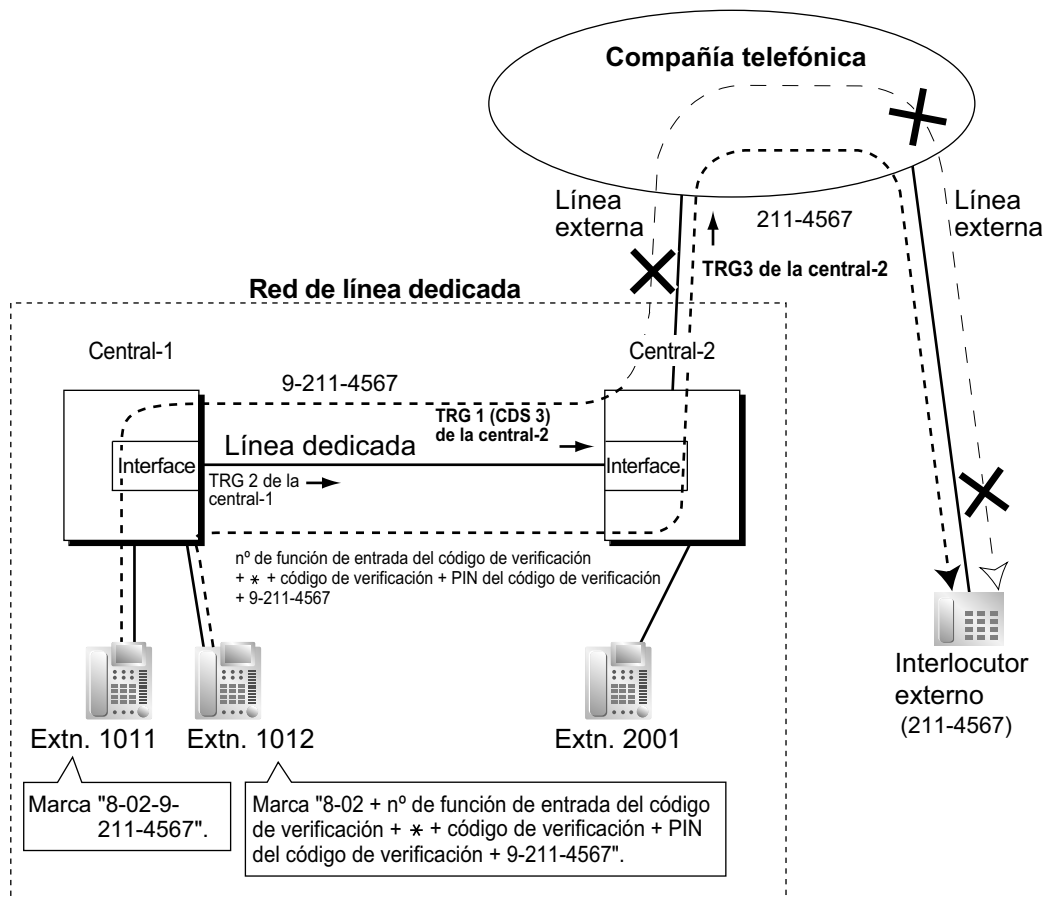 Compañía telefónica
Línea
externa
211-4567
Línea
externa
TRG3 de la central-2
Red de línea dedicada
Central-1
Central-2
9-211-4567
TRG 1 (CDS 3)
de la central-2
Línea dedicada
Interface
Interface
TRG 2 de la
central-1
nº de función de entrada del código de verificación
+ * + código de verificación + PIN del código de verificación
+ 9-211-4567
Interlocutor
externo
(211-4567)
Extn. 1011
Extn. 1012
Extn. 2001
Marca "8-02-9-
211-4567".
Marca "8-02 + nº de función de entrada del código
de verificación + * + código de verificación + PIN
del código de verificación + 9-211-4567".